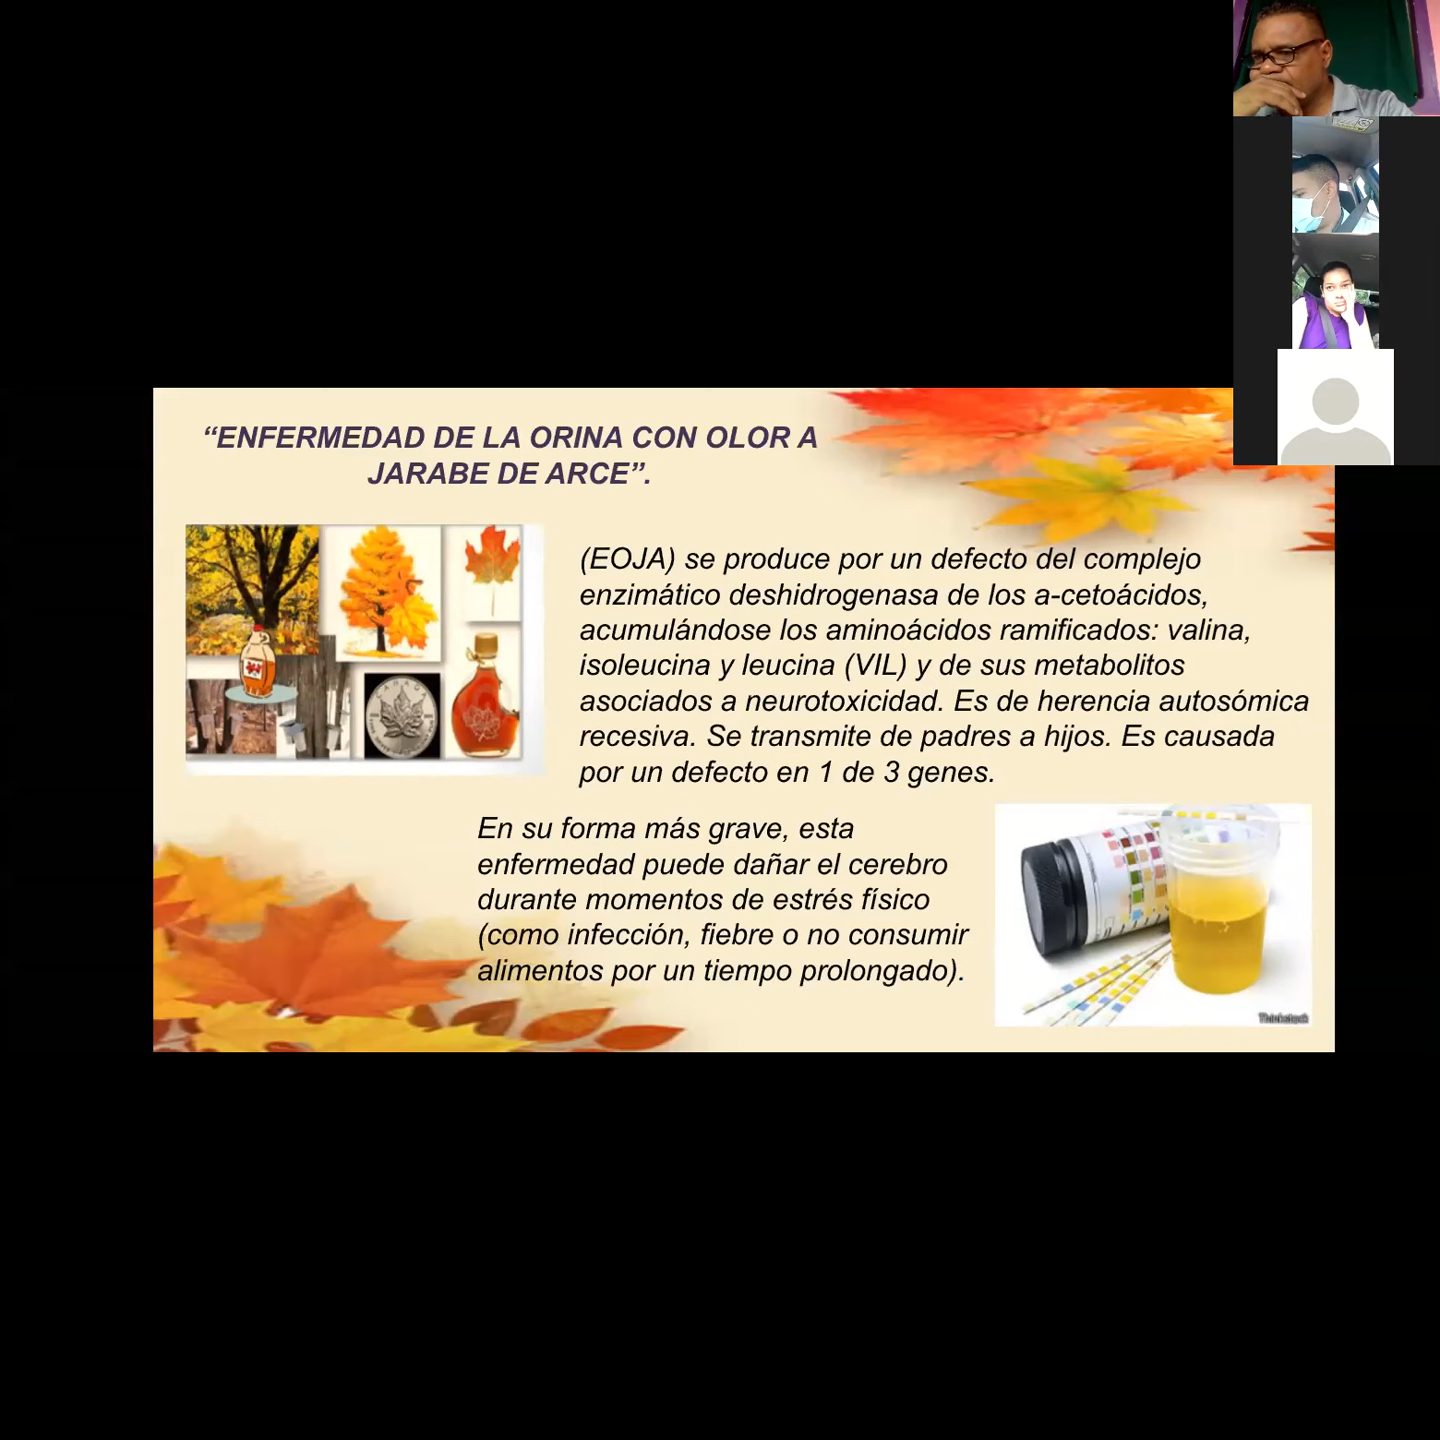 “ENFERMEDAD DE LA ORINA CON OLOR A
JARABE DE ARCE”.
(EOJA) se produce por un defecto del complejo
enzimático deshidrogenasa de los a-cetoácidos,
acumulándose los aminoácidos ramificados: valina,
isoleucina y leucina (VIL) y de sus metabolitos
asociados a neurotoxicidad. Es de herencia autosómica
recesiva. Se transmite de padres a hijos. Es causada
por un defecto en 1 de 3 genes.
CANADA
En su forma más grave, esta
enfermedad puede dañar el cerebro
durante momentos de estrés físico
(como infección, fiebre o no consumir
alimentos por un tiempo prolongado).
Thinkstock